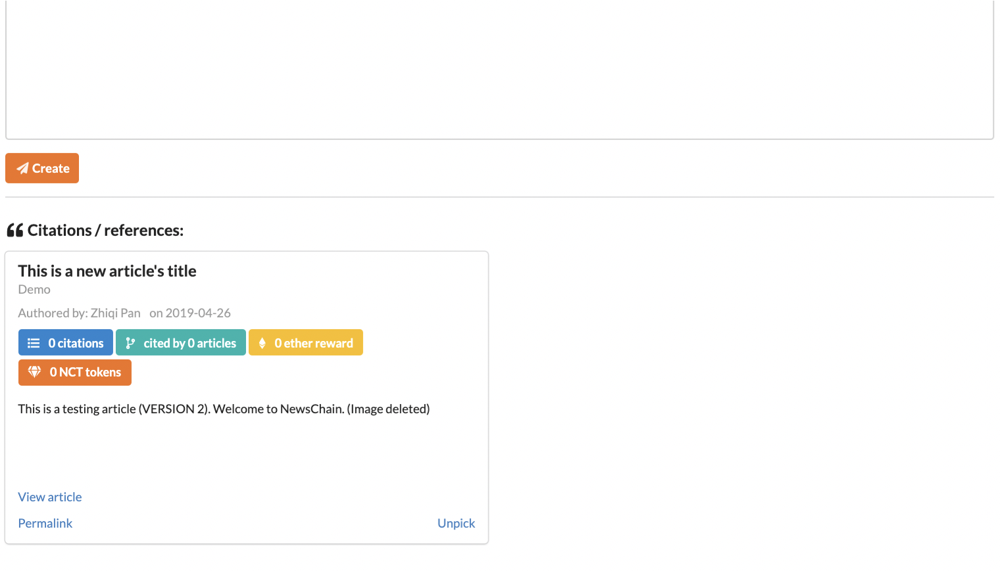 Create
Citations / references:
This is a new article's title
Demo
Authored by: Zhiqi Pan on 2019-04-26
0 citations cited by 0 articles 0 ether reward
0 NCT tokens
This is a testing article (VERSION 2). Welcome to NewsChain. (Image deleted)
View article
Permalink Unpick